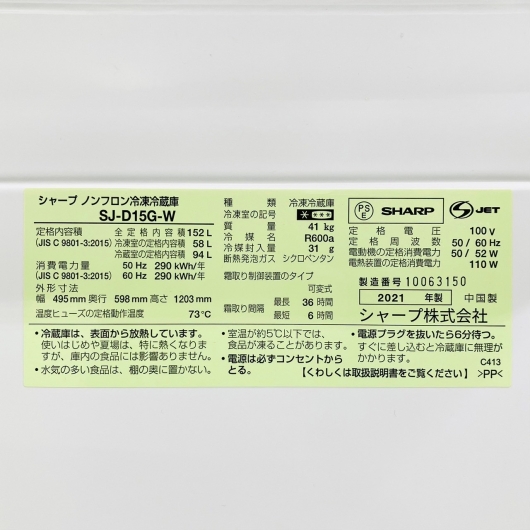 シャープ ノンフロン冷凍冷蔵庫
SJ-D15G-W
定格内容積 全定格内容積 152 L
(JIS C 9801-3:2015) 冷凍室の定格内容積 58 L
冷蔵室の定格内容積 94 L
消費電力量 50 Hz 290 kWh/年
(JIS C 9801-3:2015) 60 Hz 290 kWh/年
外形寸法
幅 495 mm 奥行 598 mm 高さ 1203 mm
温度ヒューズの定格動作温度 73℃
種類 冷凍冷蔵庫
冷凍室の記号 * ***
質量 41 kg
冷媒名 R600a
冷媒封入量 31 g
断熱発泡ガス シクロペンタン
霜取り制御装置のタイプ
可変式
霜取り間隔 最長 36 時間
最短 6 時間
PS E SHARP S JET
定格電圧 100 V
定格周波数 50 / 60 Hz
電動機の定格消費電力 50 / 52 W
電熱装置の定格消費電力 110 W
製造番号 10063150
2021 年製 中国製
シャープ株式会社
・冷蔵庫は、表面から放熱しています。
使いはじめや夏場は、特に熱くなりま
すが、庫内の食品には影響ありません。
・水気の多い食品は、棚の奥に置かない。
・室温が約5℃以下では、
食品が凍ることがあります。
・電源は必ずコンセントから
とる。
・電源プラグを抜いたら6分待つ。
すぐに差し込むと冷蔵庫に無理が
かかります。
【くわしくは取扱説明書をご覧ください】
C413
>PP<